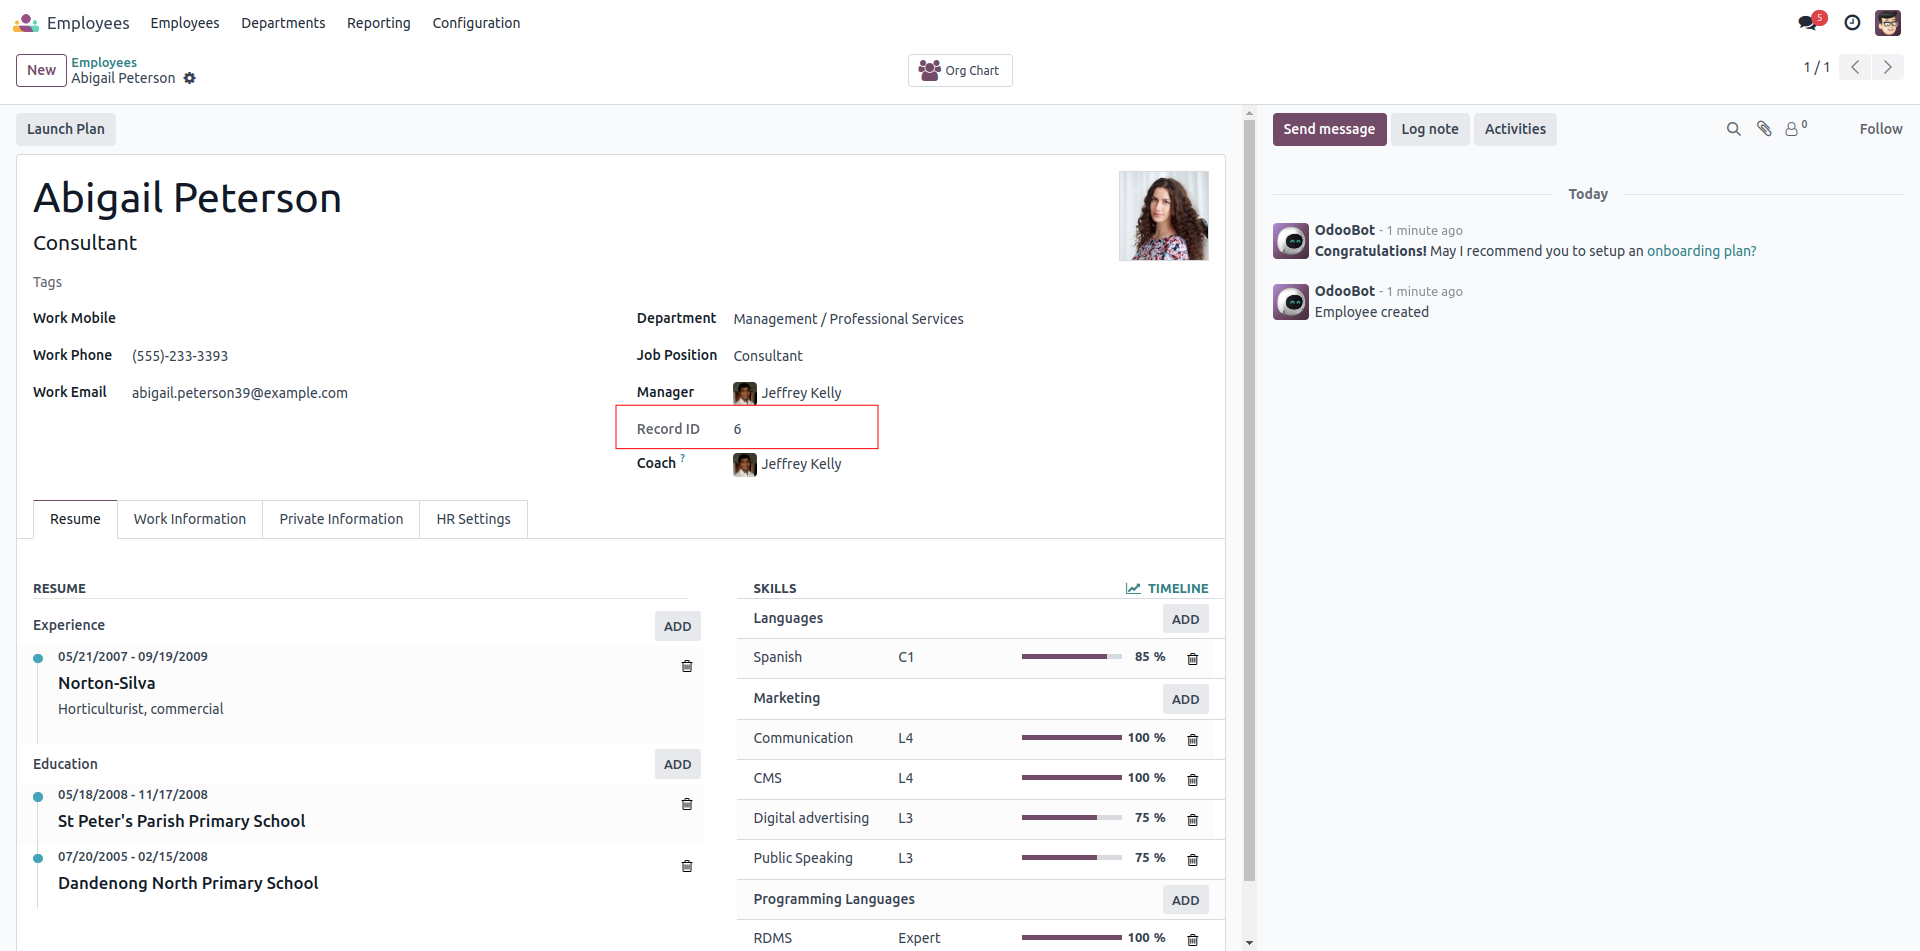 Employees Employees Departments Reporting Configuration 5
New Employees
Abigail Peterson
Org Chart
1 / 1
Launch Plan
Send message Log note Activities 0 Follow
Abigail Peterson
Consultant
Tags
Work Mobile
Work Phone (555)-233-3393
Work Email abigail.peterson39@example.com
Department Management / Professional Services
Job Position Consultant
Manager Jeffrey Kelly
Record ID 6
Coach ? Jeffrey Kelly
Resume Work Information Private Information HR Settings
RESUME
Experience ADD
05/21/2007 - 09/19/2009
Norton-Silva
Horticulturist, commercial
Education ADD
05/18/2008 - 11/17/2008
St Peter's Parish Primary School
07/20/2005 - 02/15/2008
Dandenong North Primary School
SKILLS TIMELINE
Languages ADD
Spanish C1 85 %
Marketing ADD
Communication L4 100 %
CMS L4 100 %
Digital advertising L3 75 %
Public Speaking L3 75 %
Programming Languages ADD
RDMS Expert 100 %
Today
OdooBot - 1 minute ago
Congratulations! May I recommend you to setup an onboarding plan?
OdooBot - 1 minute ago
Employee created